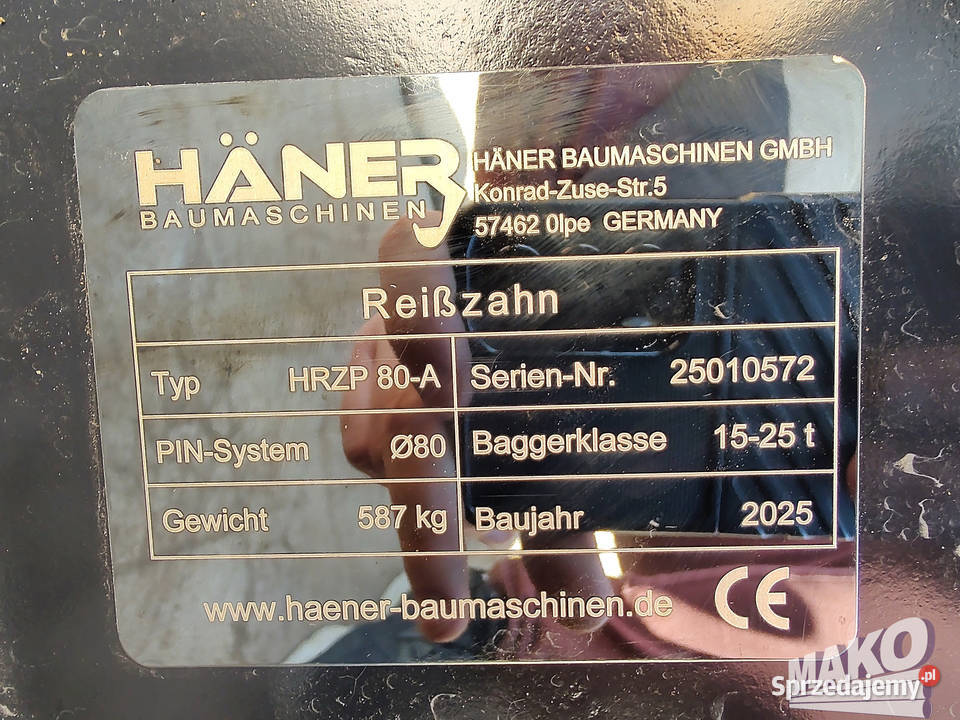 HÄNER
BAUMASCHINEN
HÄNER BAUMASCHINEN GMBH
Konrad-Zuse-Str.5
57462 0lpe GERMANY
Reißzahn
Typ HRZP 80-A Serien-Nr. 25010572
PIN-System Ø80 Baggerklasse 15-25 t
Gewicht 587 kg Baujahr 2025
www.haener-baumaschinen.de CE
MAKO
Sprzedajemy.pl